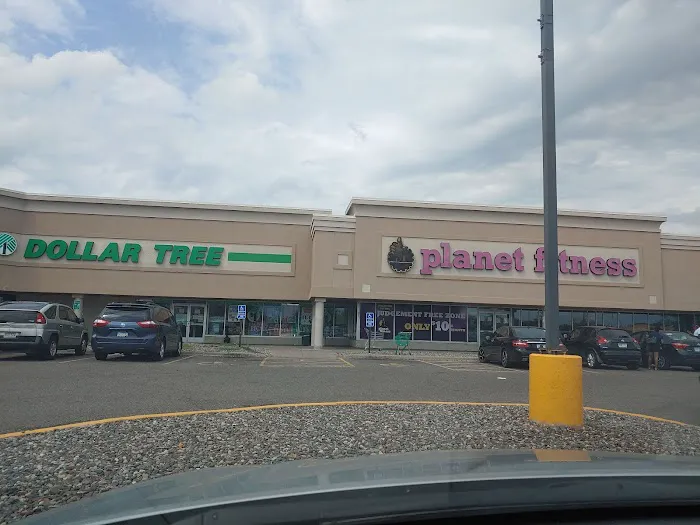 DOLLAR TREE
planet fitness
JUDGEMENT FREE ZONE
ONLY $10